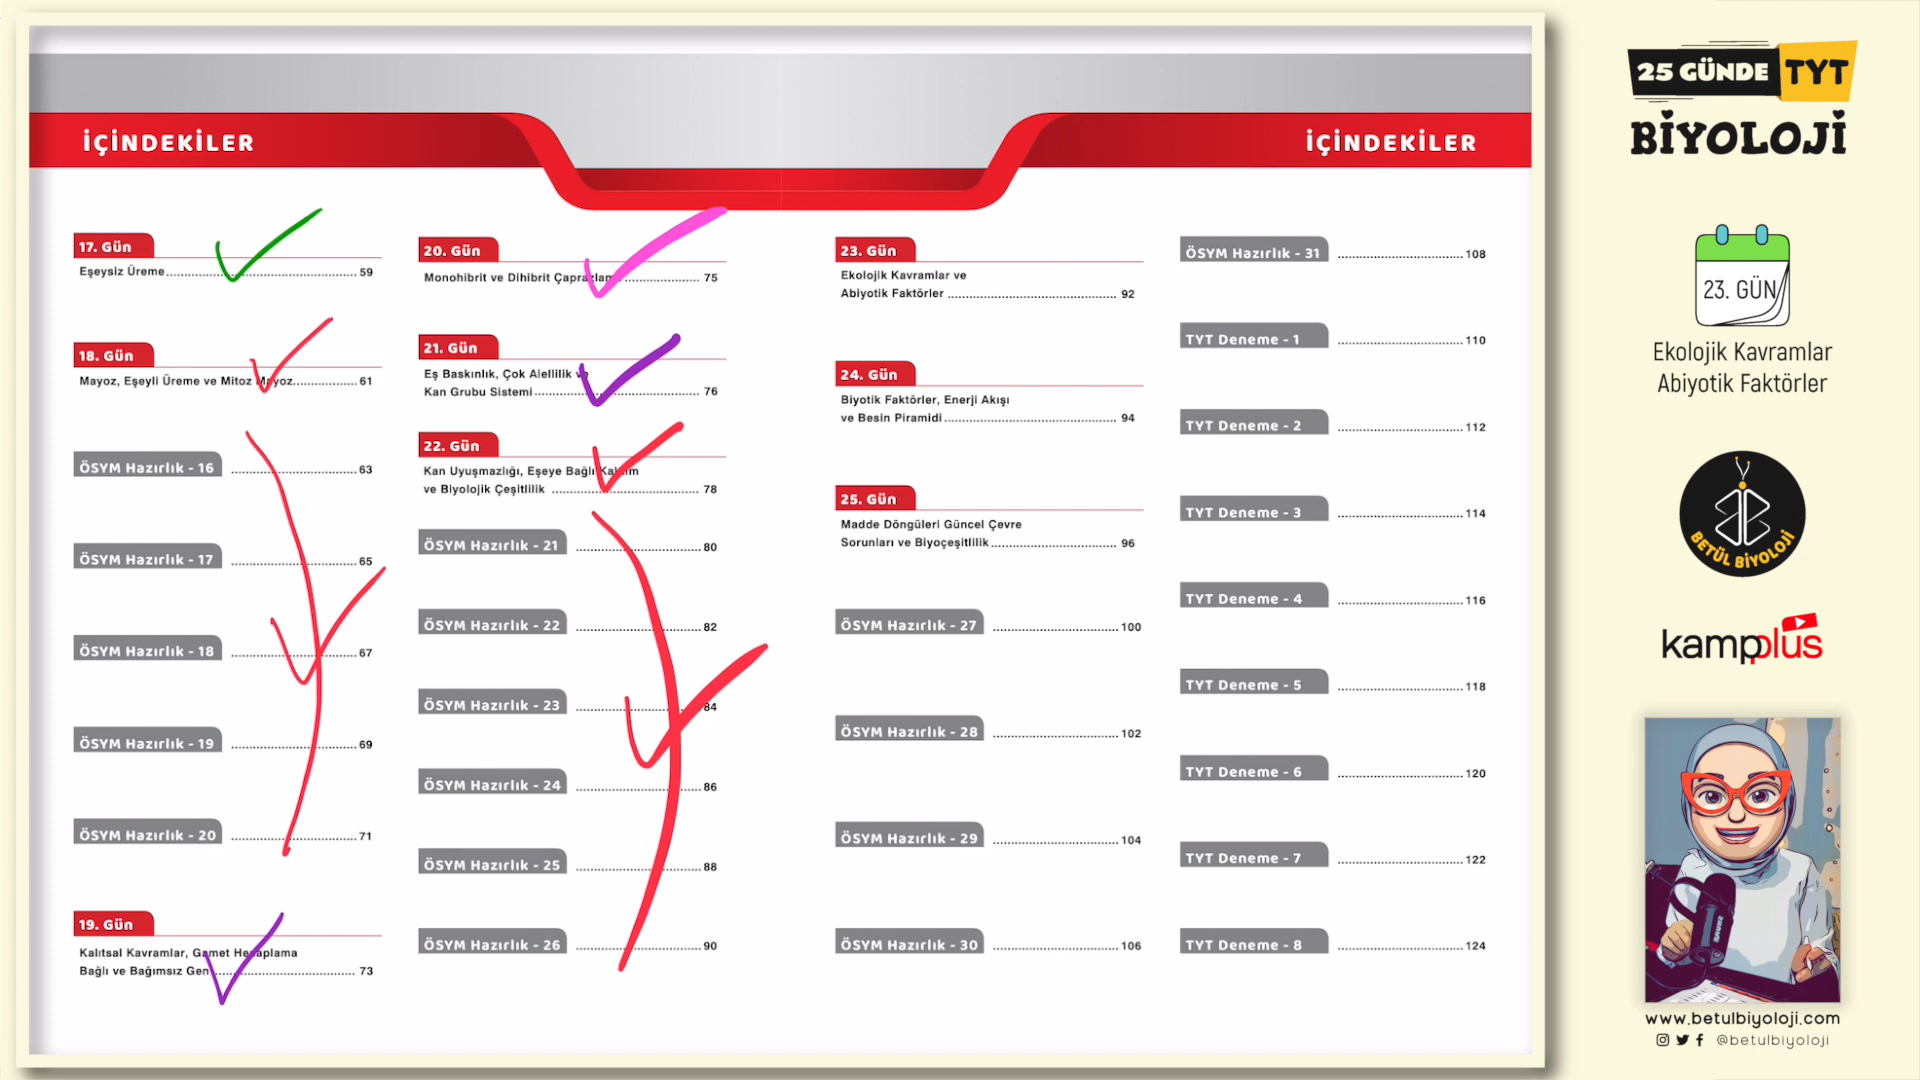 İÇİNDEKİLER
İÇİNDEKİLER
17. Gün
Eşeysiz Üreme 59
18. Gün
Mayoz, Eşeyli Üreme ve Mitoz Mayoz 61
ÖSYM Hazırlık - 16 63
ÖSYM Hazırlık - 17 65
ÖSYM Hazırlık - 18 67
ÖSYM Hazırlık - 19 69
ÖSYM Hazırlık - 20 71
19. Gün
Kalıtsal Kavramlar, Gamet Hesaplama
Bağlı ve Bağımsız Gen 73
20. Gün
Monohibrit ve Dihibrit Çaprazlama 75
21. Gün
Eş Baskınlık, Çok Alellilik ve
Kan Grubu Sistemi 76
22. Gün
Kan Uyuşmazlığı, Eşeye Bağlı Kalıtım
ve Biyolojik Çeşitlilik 78
ÖSYM Hazırlık - 21 80
ÖSYM Hazırlık - 22 82
ÖSYM Hazırlık - 23 84
ÖSYM Hazırlık - 24 86
ÖSYM Hazırlık - 25 88
ÖSYM Hazırlık - 26 90
23. Gün
Ekolojik Kavramlar ve
Abiyotik Faktörler 92
24. Gün
Biyotik Faktörler, Enerji Akışı
ve Besin Piramidi 94
25. Gün
Madde Döngüleri Güncel Çevre
Sorunları ve Biyoçeşitlilik 96
ÖSYM Hazırlık - 27 100
ÖSYM Hazırlık - 28 102
ÖSYM Hazırlık - 29 104
ÖSYM Hazırlık - 30 106
ÖSYM Hazırlık - 31 108
TYT Deneme - 1 110
TYT Deneme - 2 112
TYT Deneme - 3 114
TYT Deneme - 4 116
TYT Deneme - 5 118
TYT Deneme - 6 120
TYT Deneme - 7 122
TYT Deneme - 8 124
25 GÜNDE TYT
BİYOLOJİ
23. GÜN
Ekolojik Kavramlar
Abiyotik Faktörler
BETÜL BİYOLOJİ
kampplus
www.betulbiyoloji.com
@betulbiyoloji